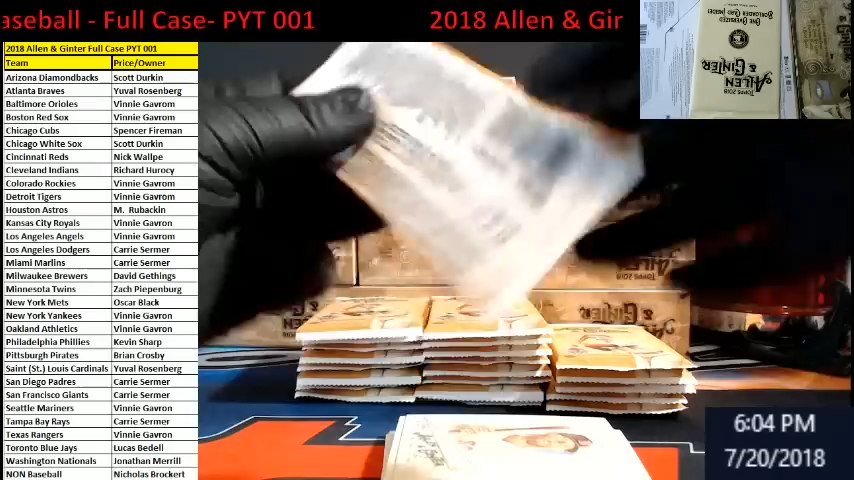 aseball - Full Case- PYT 001
2018 Allen & Gir
2018 Allen & Ginter Full Case PYT 001
Team Price/Owner
Arizona Diamondbacks Scott Durkin
Atlanta Braves Yuval Rosenberg
Baltimore Orioles Vinnie Gavrom
Boston Red Sox Vinnie Gavrom
Chicago Cubs Spencer Fireman
Chicago White Sox Scott Durkin
Cincinnati Reds Nick Wallpe
Cleveland Indians Richard Hurocy
Colorado Rockies Vinnie Gavrom
Detroit Tigers Vinnie Gavrom
Houston Astros M. Rubackin
Kansas City Royals Vinnie Gavron
Los Angeles Angels Vinnie Gavrom
Los Angeles Dodgers Carrie Sermer
Miami Marlins Carrie Sermer
Milwaukee Brewers David Gethings
Minnesota Twins Zach Piepenburg
New York Mets Oscar Black
New York Yankees Vinnie Gavron
Oakland Athletics Vinnie Gavron
Philadelphia Phillies Kevin Sharp
Pittsburgh Pirates Brian Crosby
Saint (St.) Louis Cardinals Yuval Rosenberg
San Diego Padres Carrie Sermer
San Francisco Giants Carrie Sermer
Seattle Mariners Vinnie Gavron
Tampa Bay Rays Carrie Sermer
Texas Rangers Vinnie Gavron
Toronto Blue Jays Lucas Bedell
Washington Nationals Jonathan Merrill
NON Baseball Nicholas Brockert
TOPPS 2018
ALLEN
& GINTER
6:04 PM
7/20/2018